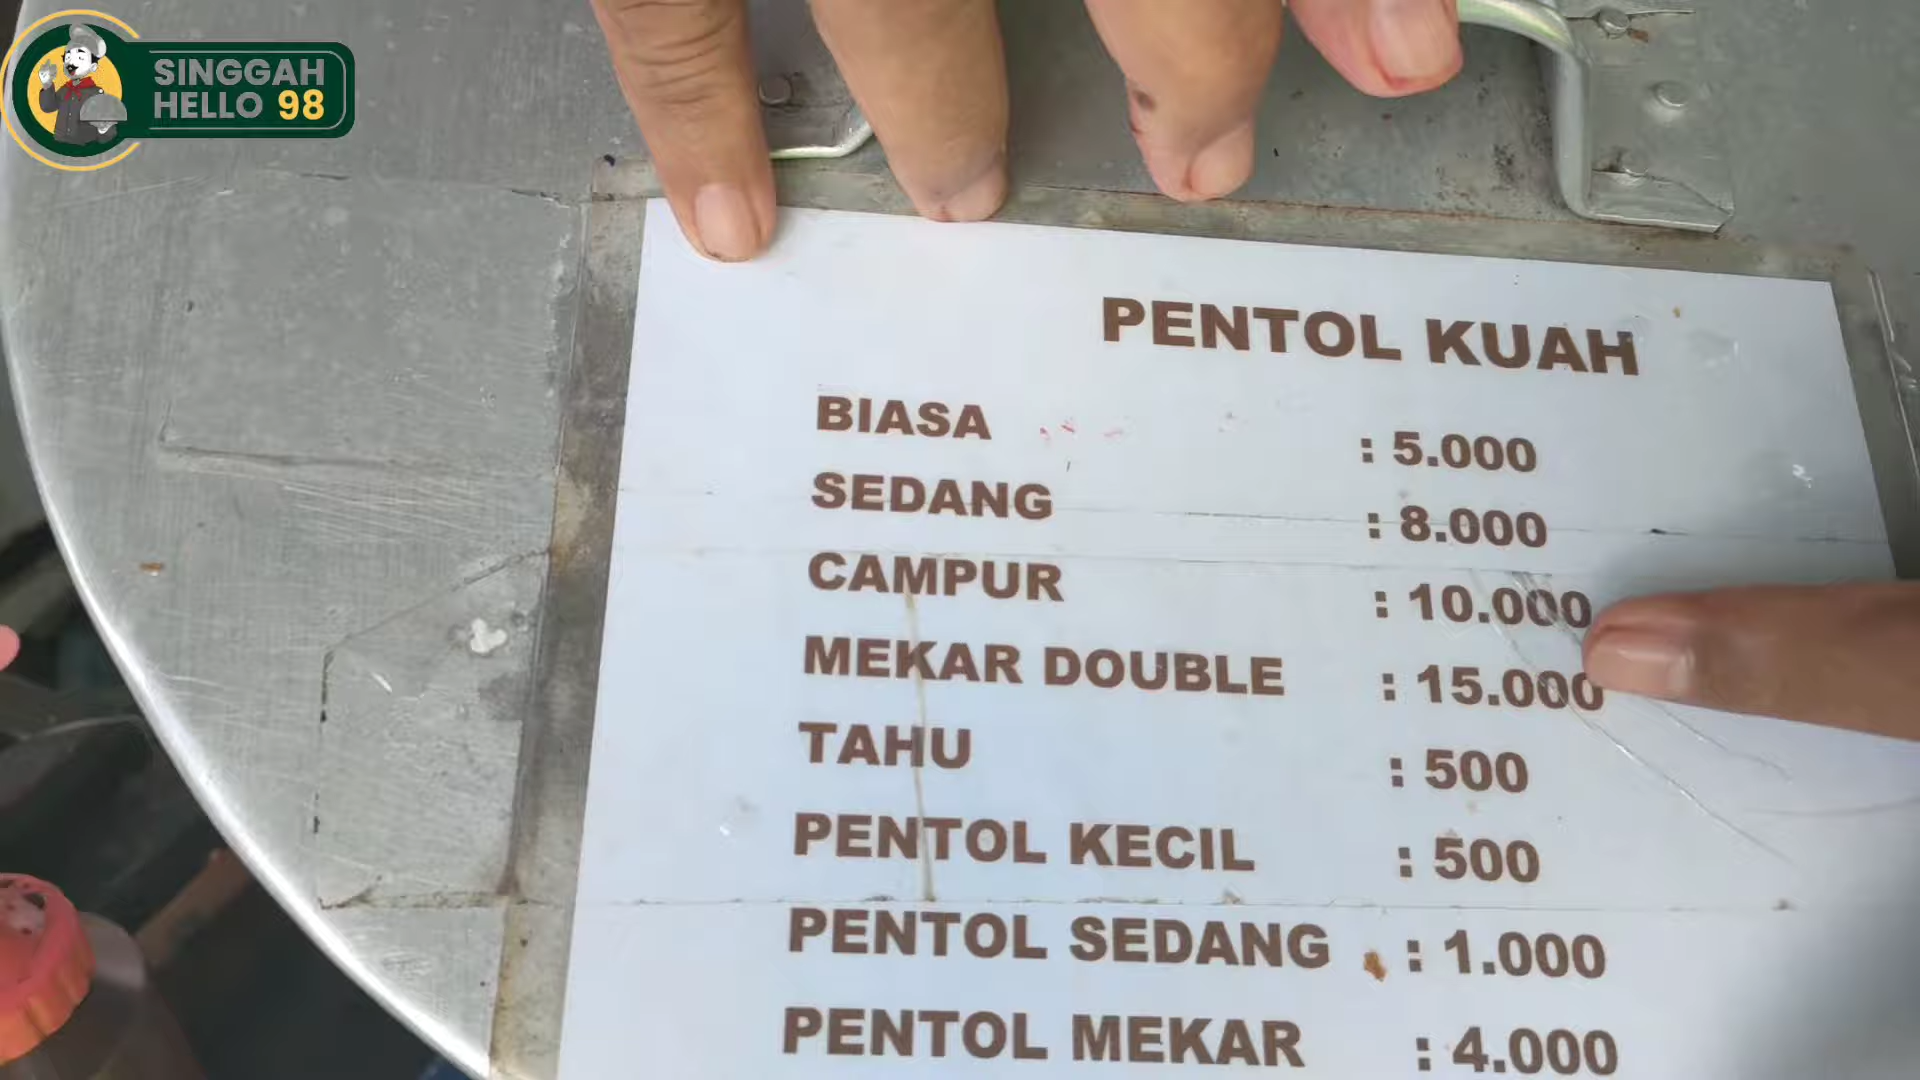 SINGGAH
HELLO 98
PENTOL KUAH
BIASA : 5.000
SEDANG : 8.000
CAMPUR : 10.000
MEKAR DOUBLE : 15.000
TAHU : 500
PENTOL KECIL : 500
PENTOL SEDANG : 1.000
PENTOL MEKAR : 4.000